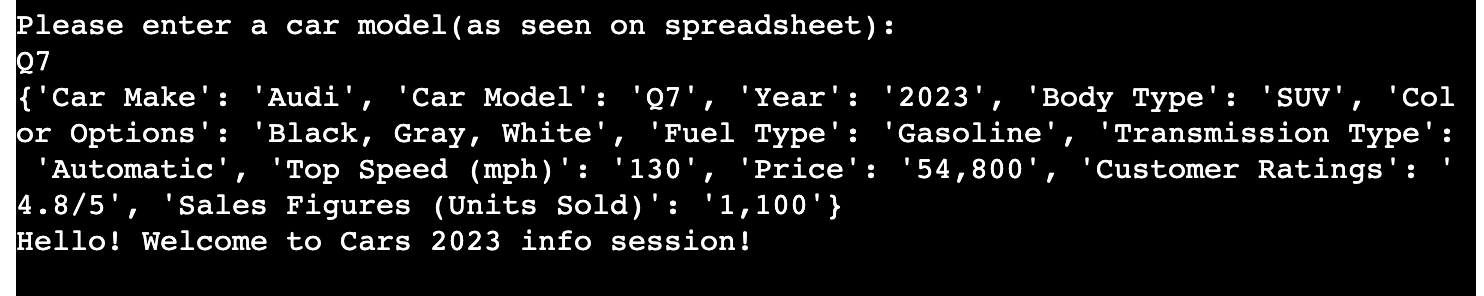 Please enter a car model(as seen on spreadsheet):
Q7
{'Car Make': 'Audi', 'Car Model': 'Q7', 'Year': '2023', 'Body Type': 'SUV', 'Col
or Options': 'Black, Gray, White', 'Fuel Type': 'Gasoline', 'Transmission Type':
 'Automatic', 'Top Speed (mph)': '130', 'Price': '54,800', 'Customer Ratings': '
4.8/5', 'Sales Figures (Units Sold)': '1,100'}
Hello! Welcome to Cars 2023 info session!